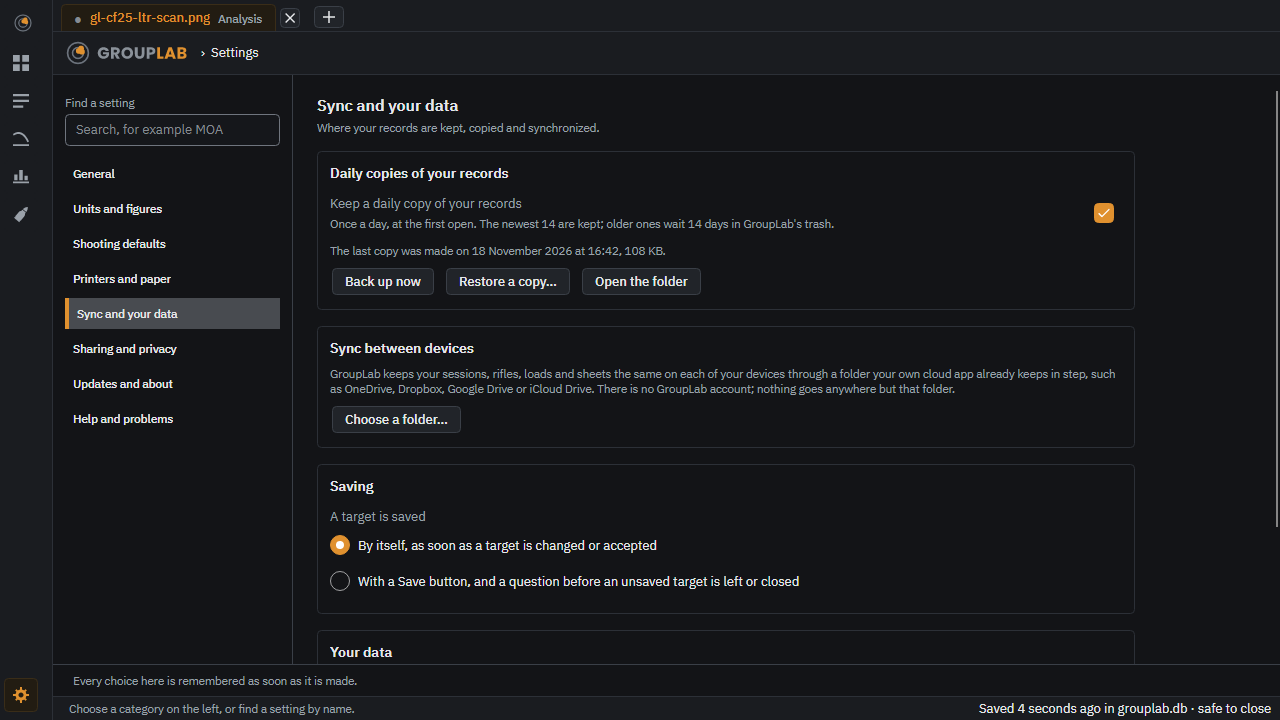 gl-cf25-ltr-scan.png Analysis
GROUPLAB › Settings
Find a setting
Search, for example MOA
General
Units and figures
Shooting defaults
Printers and paper
Sync and your data
Sharing and privacy
Updates and about
Help and problems
Sync and your data
Where your records are kept, copied and synchronized.
Daily copies of your records
Keep a daily copy of your records
Once a day, at the first open. The newest 14 are kept; older ones wait 14 days in GroupLab's trash.
The last copy was made on 18 November 2026 at 16:42, 108 KB.
Back up now Restore a copy... Open the folder
Sync between devices
GroupLab keeps your sessions, rifles, loads and sheets the same on each of your devices through a folder your own cloud app already keeps in step, such
as OneDrive, Dropbox, Google Drive or iCloud Drive. There is no GroupLab account; nothing goes anywhere but that folder.
Choose a folder...
Saving
A target is saved
By itself, as soon as a target is changed or accepted
With a Save button, and a question before an unsaved target is left or closed
Your data
Every choice here is remembered as soon as it is made.
Choose a category on the left, or find a setting by name.
Saved 4 seconds ago in grouplab.db · safe to close